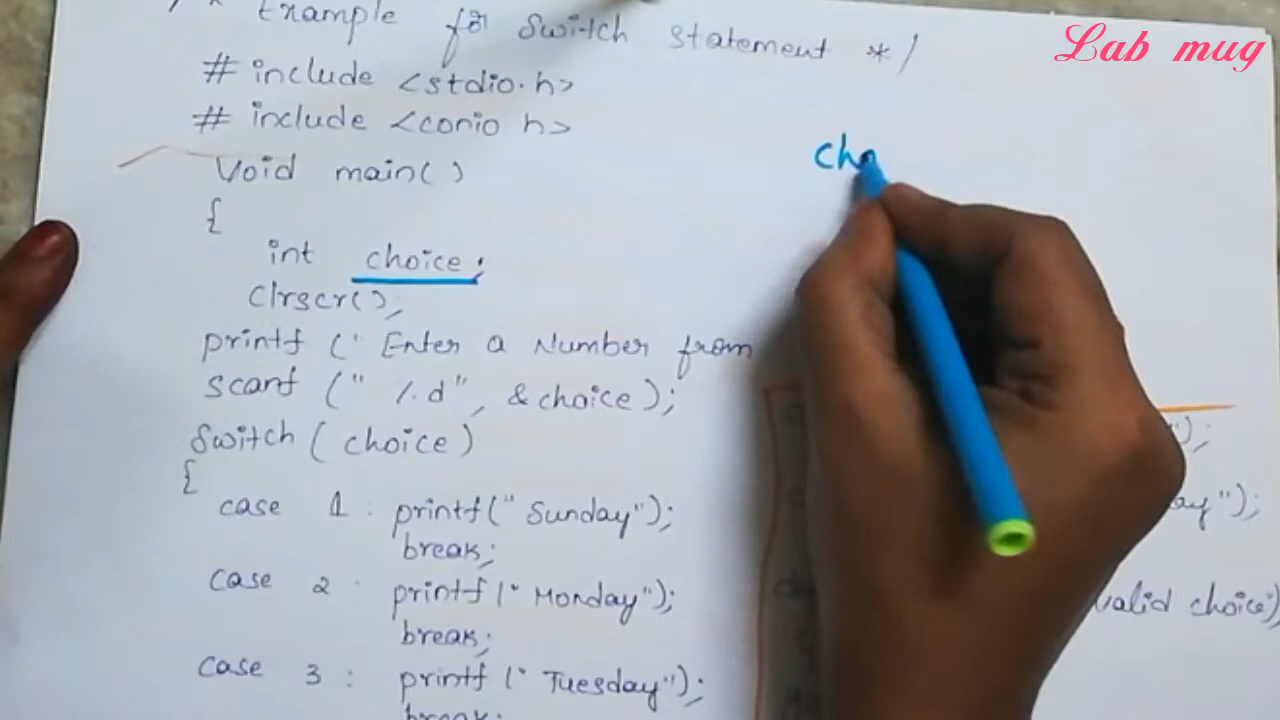 /* Example for Switch statement */
Lab mug
# include <stdio.h>
# include <conio h>
void main()
{
int choice;
clrscr();
printf (" Enter a Number from
scanf (" %d", &choice);
switch ( choice)
{
case 1 : printf(" Sunday");
break;
case 2 : printf (" Monday");
break;
case 3 : printf (" Tuesday");
break;
cho
");
ay");
valid choice");